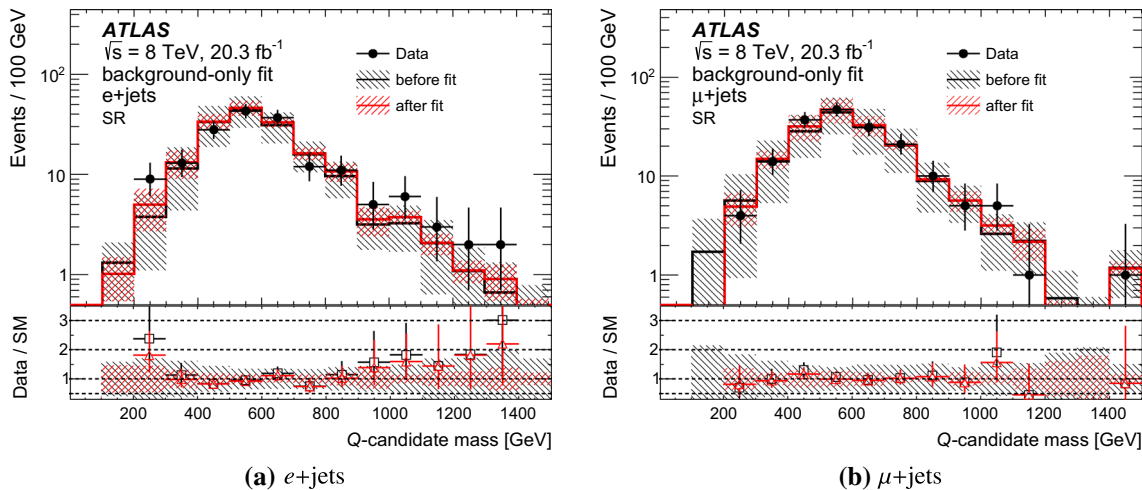 ATLAS
√s = 8 TeV, 20.3 fb⁻¹
background-only fit
e+jets
SR
Data
before fit
after fit
Events / 100 GeV
10²
10
1
Data / SM
3
2
1
200 400 600 800 1000 1200 1400
Q-candidate mass [GeV]
(a) e+jets
ATLAS
√s = 8 TeV, 20.3 fb⁻¹
background-only fit
μ+jets
SR
Data
before fit
after fit
Events / 100 GeV
10²
10
1
Data / SM
3
2
1
200 400 600 800 1000 1200 1400
Q-candidate mass [GeV]
(b) μ+jets